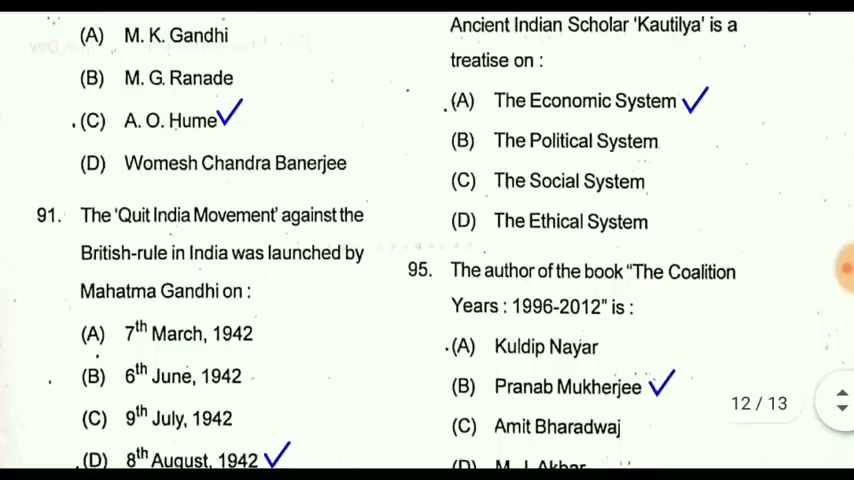 (A) M. K. Gandhi
(B) M. G. Ranade
(C) A. O. Hume
(D) Womesh Chandra Banerjee
91. The 'Quit India Movement' against the
British-rule in India was launched by
Mahatma Gandhi on :
(A) 7th March, 1942
(B) 6th June, 1942
(C) 9th July, 1942
(D) 8th August, 1942
Ancient Indian Scholar 'Kautilya' is a
treatise on :
(A) The Economic System
(B) The Political System
(C) The Social System
(D) The Ethical System
95. The author of the book "The Coalition
Years : 1996-2012" is :
(A) Kuldip Nayar
(B) Pranab Mukherjee
(C) Amit Bharadwaj
(D) M. J. Akbar
12 / 13